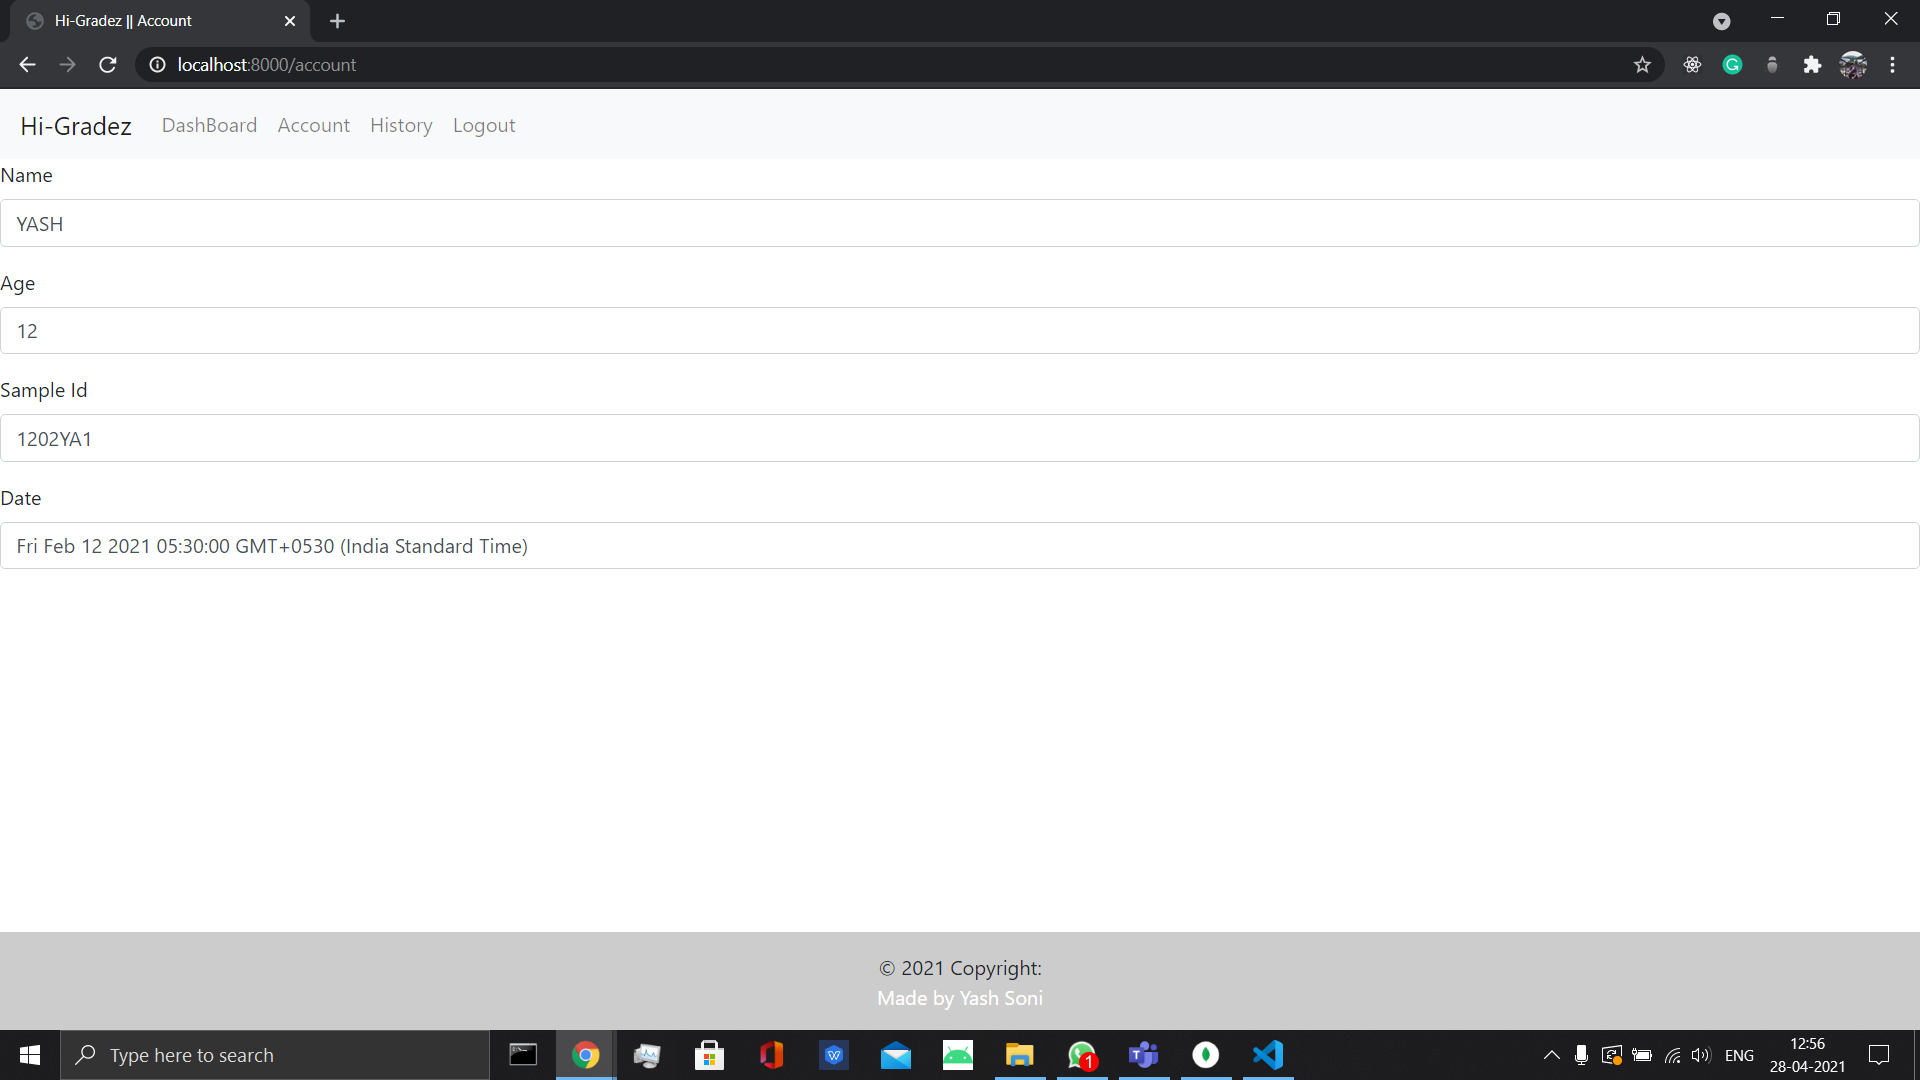 Hi-Gradez || Account
localhost:8000/account
Hi-Gradez DashBoard Account History Logout
Name
YASH
Age
12
Sample Id
1202YA1
Date
Fri Feb 12 2021 05:30:00 GMT+0530 (India Standard Time)
© 2021 Copyright:
Made by Yash Soni
Type here to search
1
ENG
12:56
28-04-2021